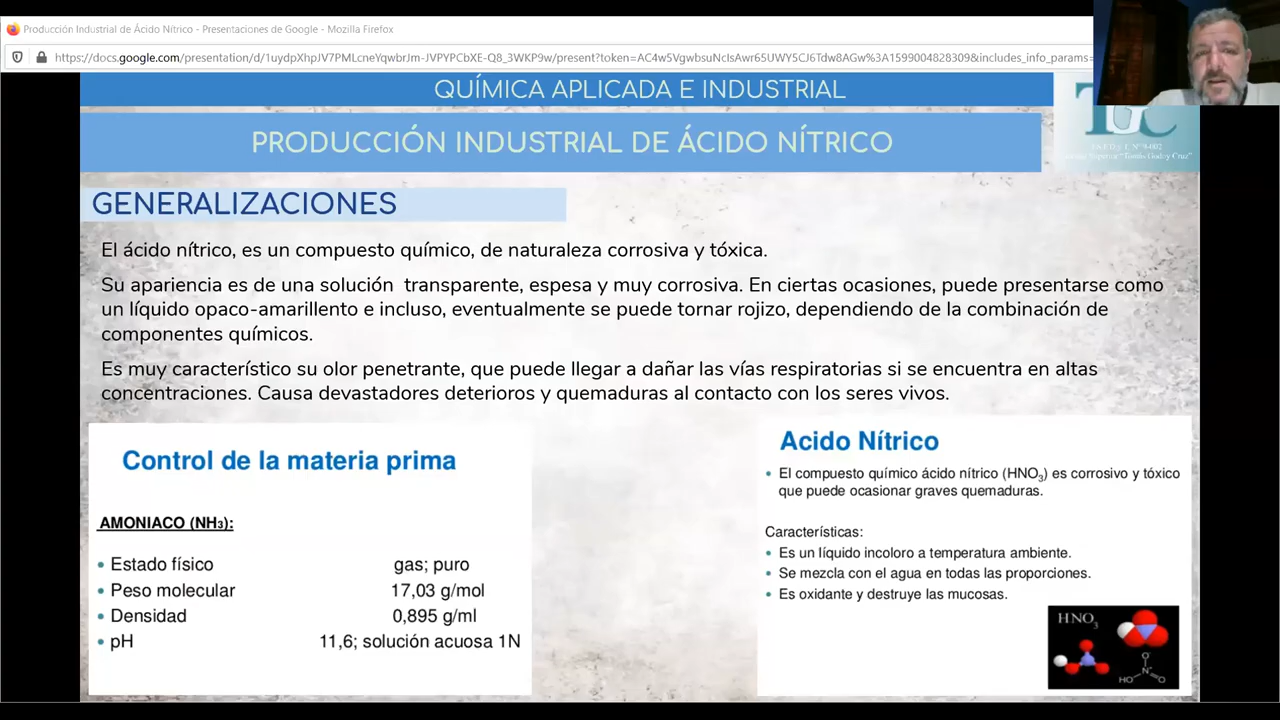 Producción Industrial de Ácido Nítrico - Presentaciones de Google - Mozilla Firefox
https://docs.google.com/presentation/d/1uydpXhpJV7PMLcneYqwbrJm-JVPYPCbXE-Q8_3WKP9w/present?token=AC4w5VgwbsuNcIsAwr65UWY5CJ6Tdw8AGw%3A1599004828309&includes_info_params=
QUÍMICA APLICADA E INDUSTRIAL
TGC
PRODUCCIÓN INDUSTRIAL DE ÁCIDO NÍTRICO
"Tomás Godoy Cruz"
GENERALIZACIONES
El ácido nítrico, es un compuesto químico, de naturaleza corrosiva y tóxica.
Su apariencia es de una solución transparente, espesa y muy corrosiva. En ciertas ocasiones, puede presentarse como
un líquido opaco-amarillento e incluso, eventualmente se puede tornar rojizo, dependiendo de la combinación de
componentes químicos.
Es muy característico su olor penetrante, que puede llegar a dañar las vías respiratorias si se encuentra en altas
concentraciones. Causa devastadores deterioros y quemaduras al contacto con los seres vivos.
Control de la materia prima
AMONIACO (NH₃):
• Estado físico gas; puro
• Peso molecular 17,03 g/mol
• Densidad 0,895 g/ml
• pH 11,6; solución acuosa 1N
Acido Nítrico
• El compuesto químico ácido nítrico (HNO₃) es corrosivo y tóxico
que puede ocasionar graves quemaduras.
Características:
• Es un líquido incoloro a temperatura ambiente.
• Se mezcla con el agua en todas las proporciones.
• Es oxidante y destruye las mucosas.
HNO₃
O⁻
N⁺
HO O